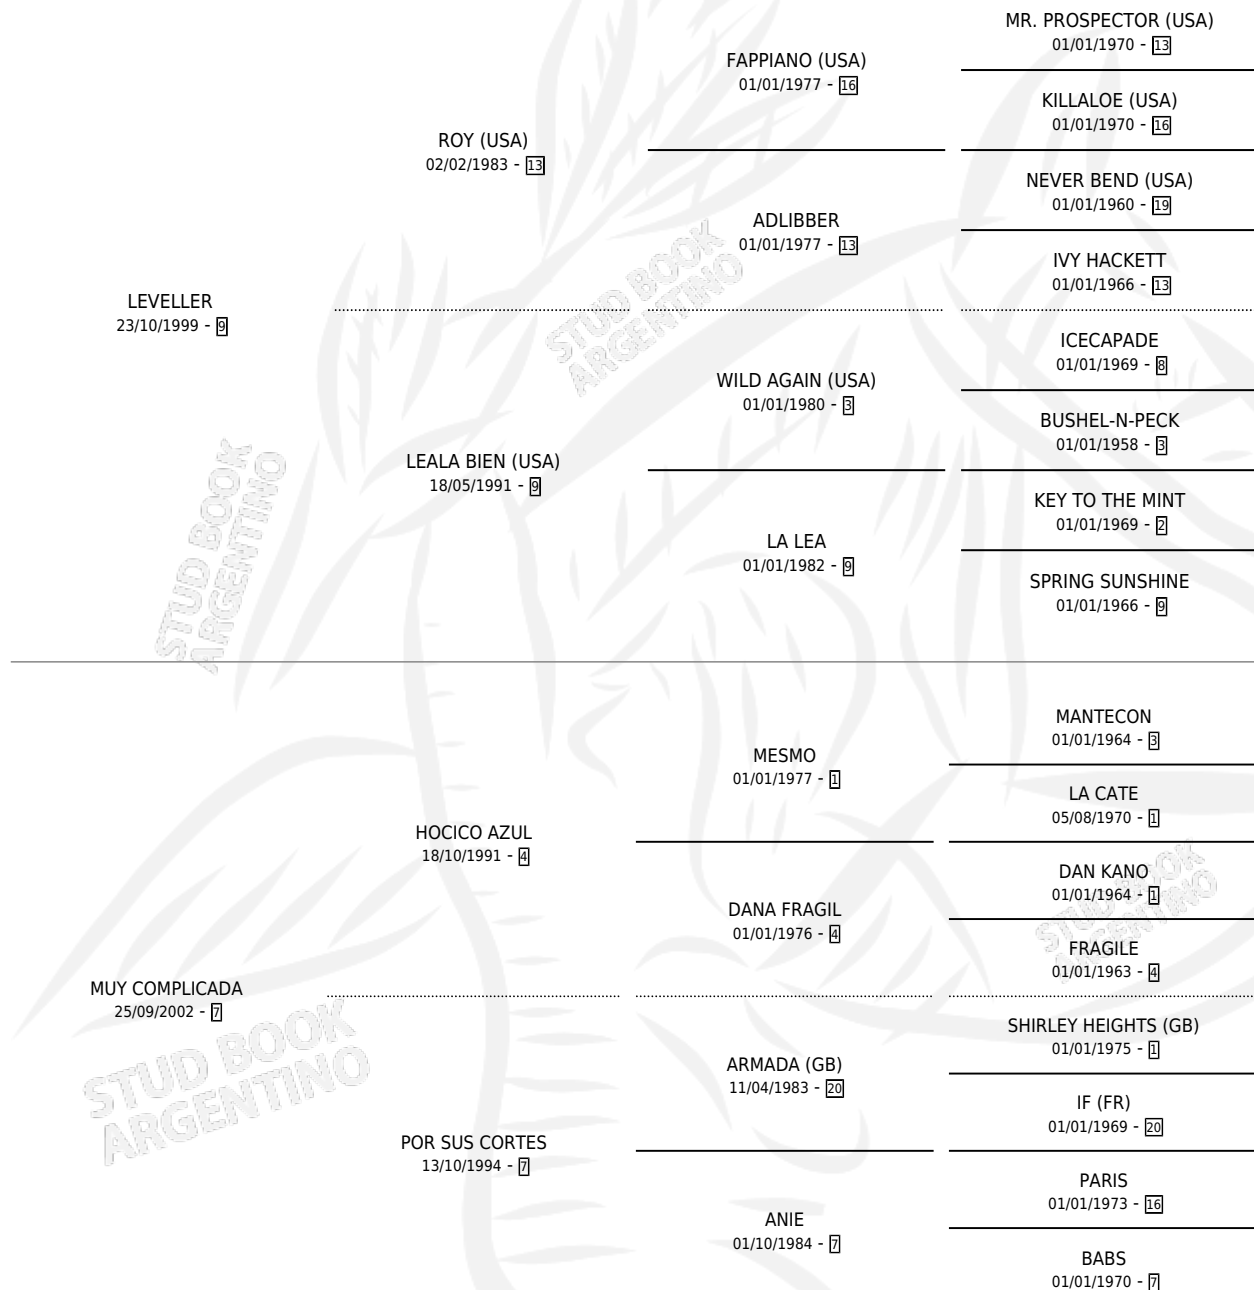 MR. PROSPECTOR (USA)
01/01/1970 - 13
FAPPIANO (USA)
01/01/1977 - 16
KILLALOE (USA)
01/01/1970 - 16
ROY (USA)
02/02/1983 - 13
NEVER BEND (USA)
01/01/1960 - 19
ADLIBBER
01/01/1977 - 13
IVY HACKETT
01/01/1966 - 13
LEVELLER
23/10/1999 - 9
ICECAPADE
01/01/1969 - 8
WILD AGAIN (USA)
01/01/1980 - 3
BUSHEL-N-PECK
01/01/1958 - 3
LEALA BIEN (USA)
18/05/1991 - 9
KEY TO THE MINT
01/01/1969 - 2
LA LEA
01/01/1982 - 9
SPRING SUNSHINE
01/01/1966 - 9
MANTECON
01/01/1964 - 3
MESMO
01/01/1977 - 1
LA CATE
05/08/1970 - 1
HOCICO AZUL
18/10/1991 - 4
DAN KANO
01/01/1964 - 1
DANA FRAGIL
01/01/1976 - 4
FRAGILE
01/01/1963 - 4
MUY COMPLICADA
25/09/2002 - 7
SHIRLEY HEIGHTS (GB)
01/01/1975 - 1
ARMADA (GB)
11/04/1983 - 20
IF (FR)
01/01/1969 - 20
POR SUS CORTES
13/10/1994 - 7
PARIS
01/01/1973 - 16
ANIE
01/10/1984 - 7
BABS
01/01/1970 - 7
STUD BOOK
ARGENTINO
STUD BOOK
ARGENTINO
STUD BOOK
ARGENTINO
STUD BOOK
ARGENTINO